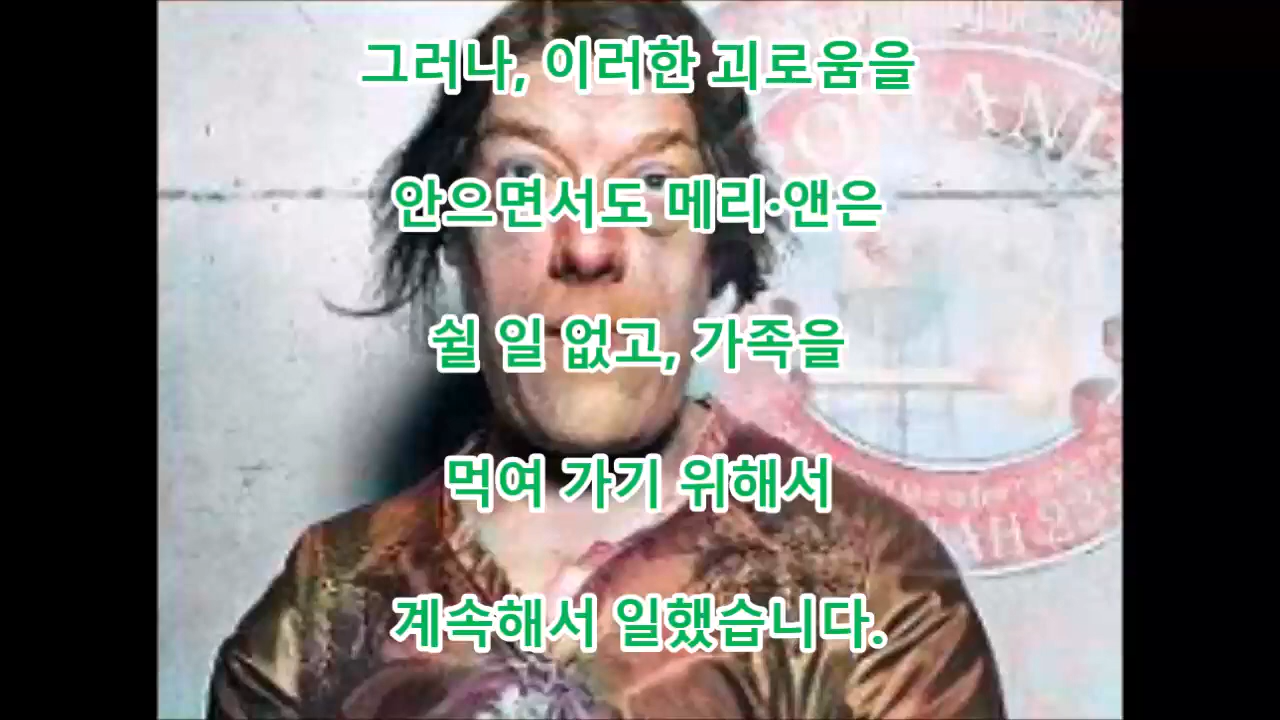 그러나, 이러한 괴로움을
안으면서도 메리·앤은
쉴 일 없고, 가족을
먹여 가기 위해서
계속해서 일했습니다.